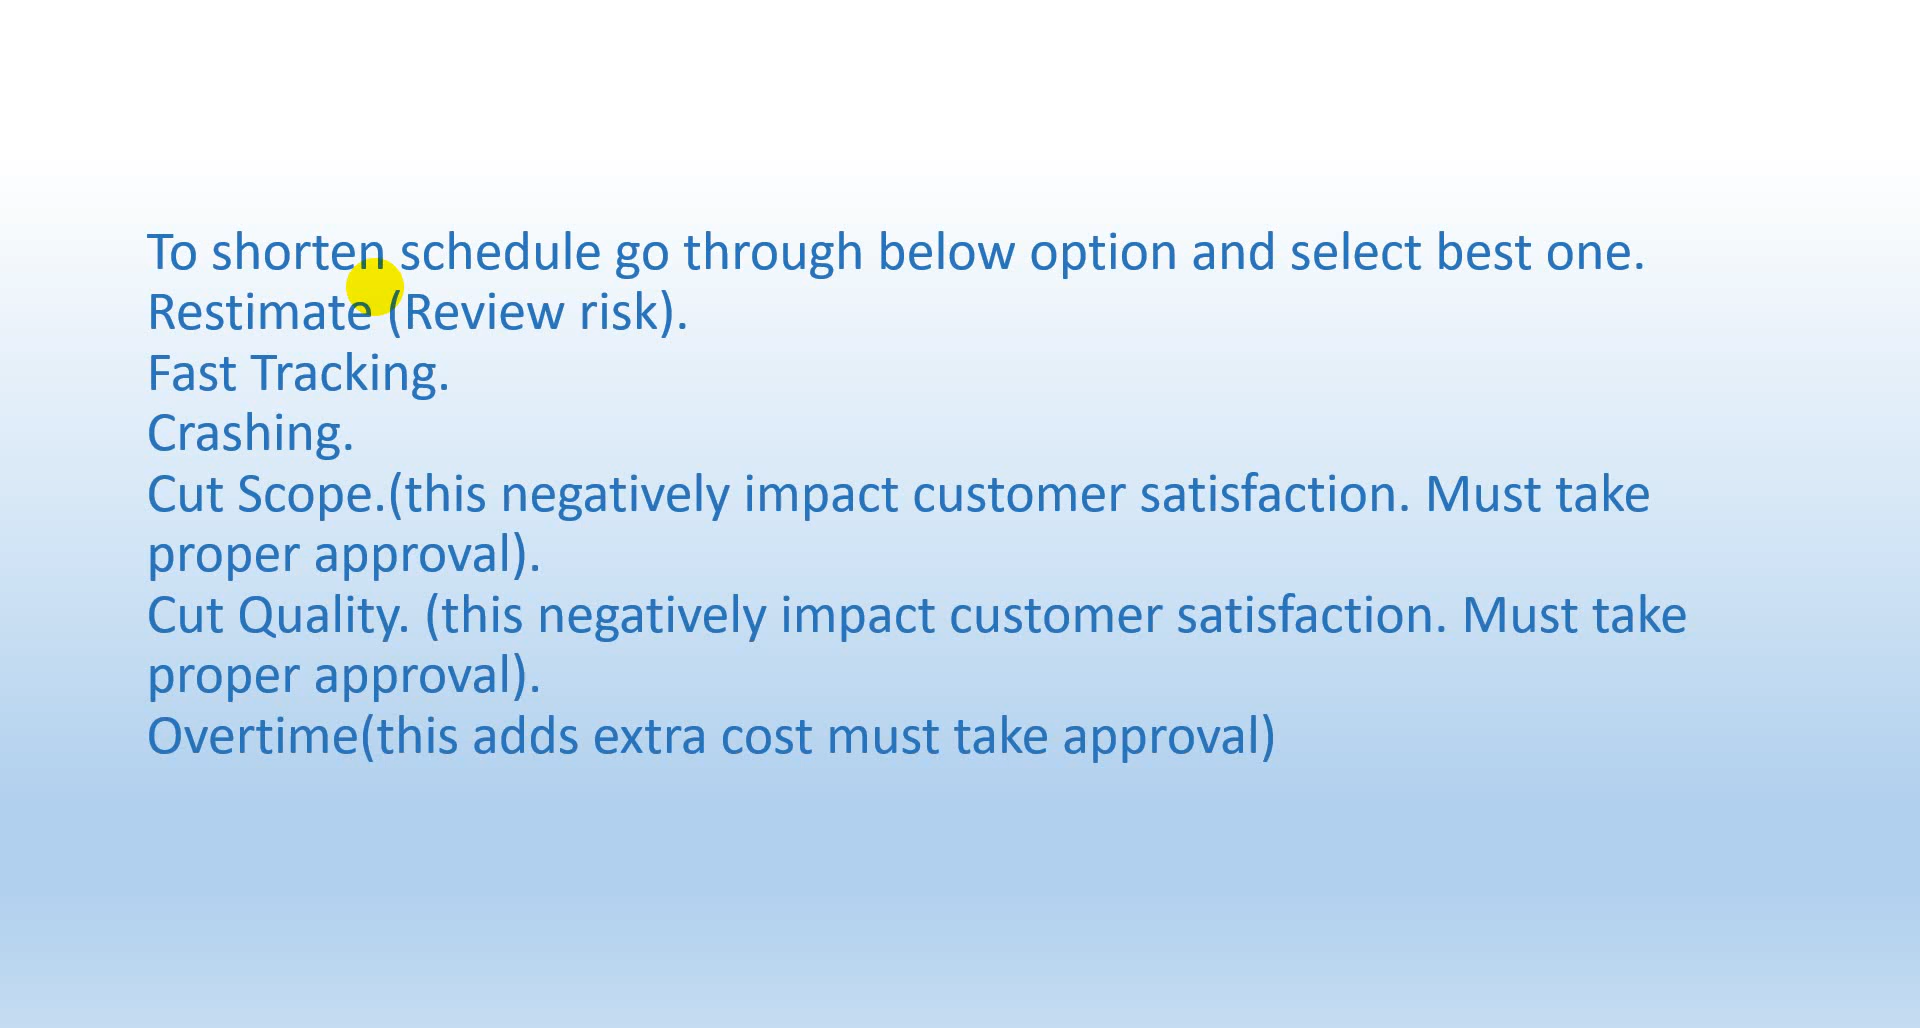 To shorten schedule go through below option and select best one.
Restimate (Review risk).
Fast Tracking.
Crashing.
Cut Scope.(this negatively impact customer satisfaction. Must take
proper approval).
Cut Quality. (this negatively impact customer satisfaction. Must take
proper approval).
Overtime(this adds extra cost must take approval)